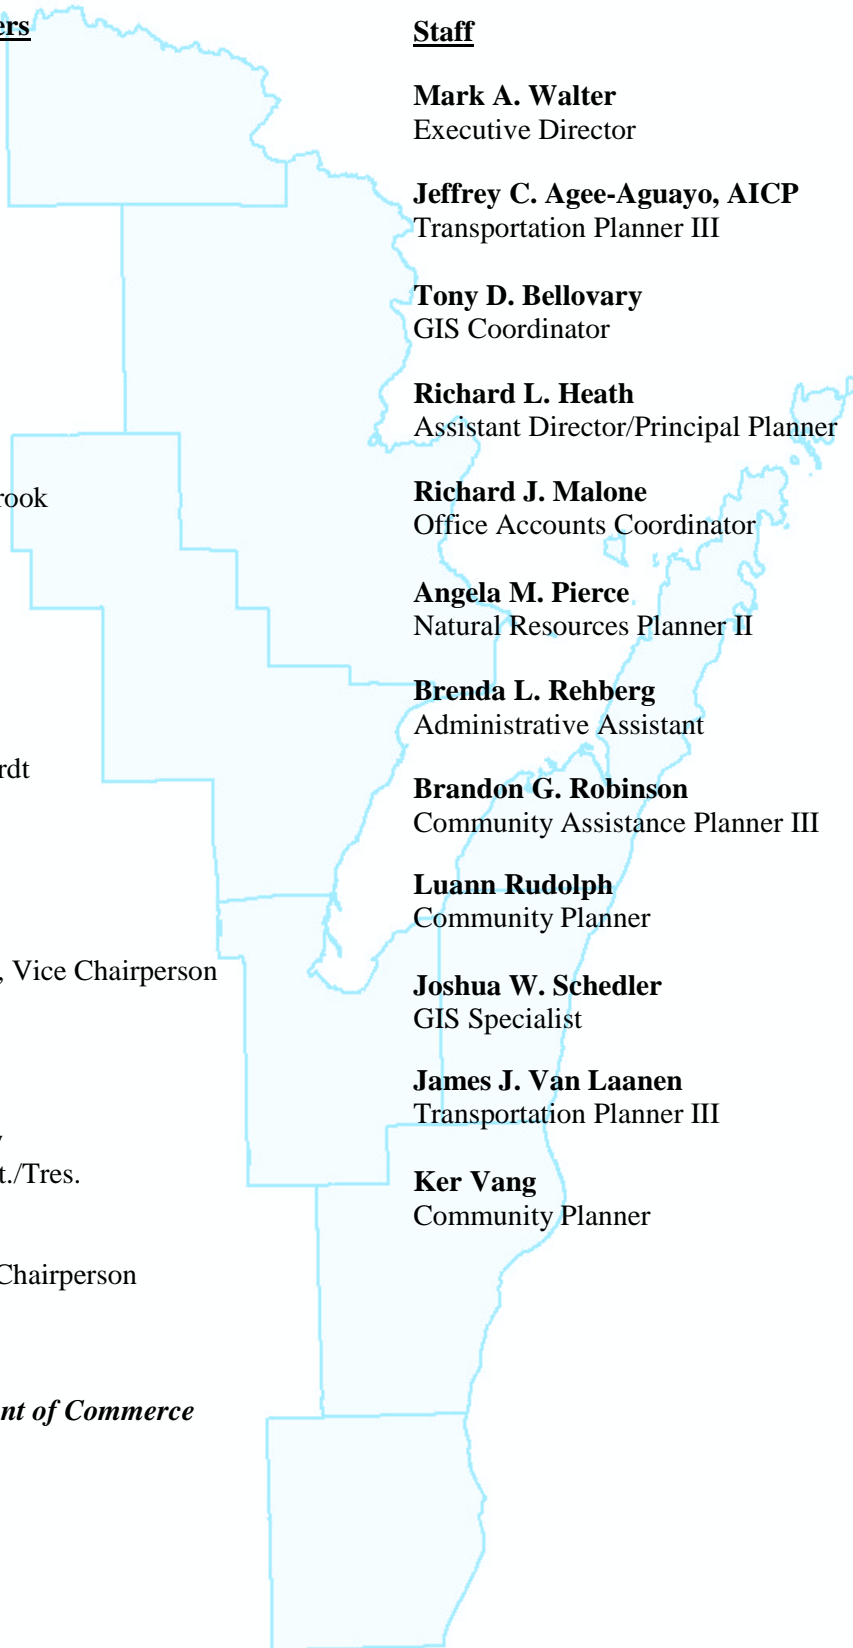 ers
rook
rdt
, Vice Chairperson
t./Tres.
Chairperson
nt of Commerce
Staff
Mark A. Walter
Executive Director
Jeffrey C. Agee-Aguayo, AICP
Transportation Planner III
Tony D. Bellovary
GIS Coordinator
Richard L. Heath
Assistant Director/Principal Planner
Richard J. Malone
Office Accounts Coordinator
Angela M. Pierce
Natural Resources Planner II
Brenda L. Rehberg
Administrative Assistant
Brandon G. Robinson
Community Assistance Planner III
Luann Rudolph
Community Planner
Joshua W. Schedler
GIS Specialist
James J. Van Laanen
Transportation Planner III
Ker Vang
Community Planner